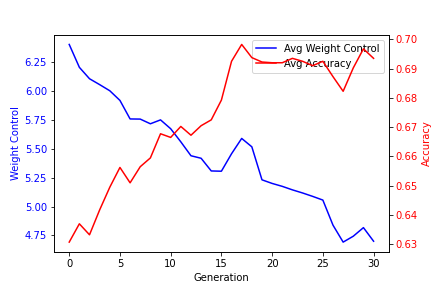 Avg Weight Control
Avg Accuracy
6.25
6.00
5.75
5.50
5.25
5.00
4.75
Weight Control
0.70
0.69
0.68
0.67
0.66
0.65
0.64
0.63
Accuracy
0 5 10 15 20 25 30
Generation